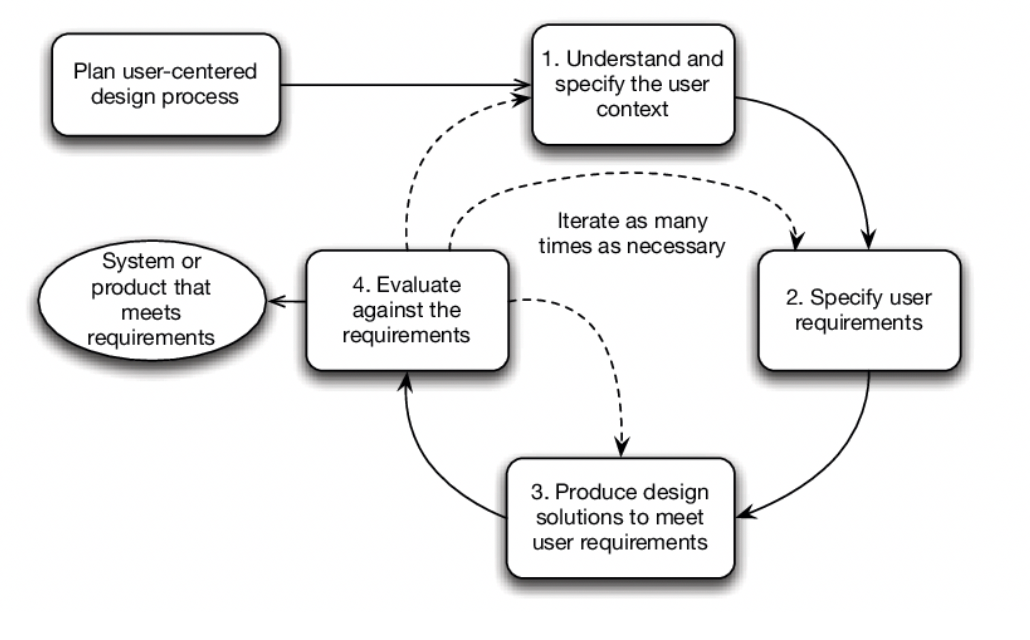 Plan user-centered
design process
1. Understand and
specify the user
context
Iterate as many
times as necessary
System or
product that
meets
requirements
4. Evaluate
against the
requirements
2. Specify user
requirements
3. Produce design
solutions to meet
user requirements